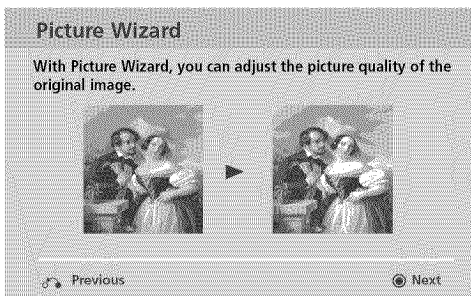 Picture Wizard
With Picture Wizard, you can adjust the picture quality of the
original image.
Previous
Next